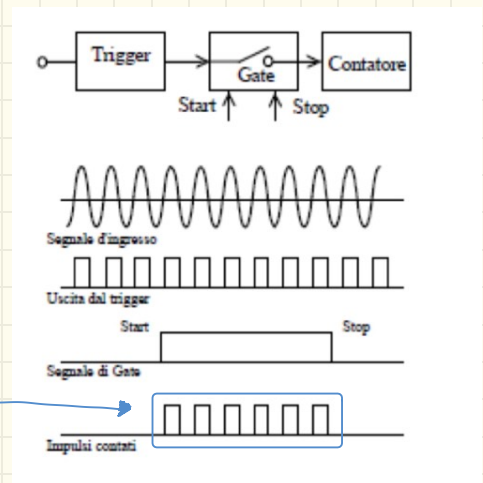 Trigger
Gate
Contatore
Start
Stop
Segnale d'ingresso
Uscita dal trigger
Start
Stop
Segnale di Gate
Impulsi contati